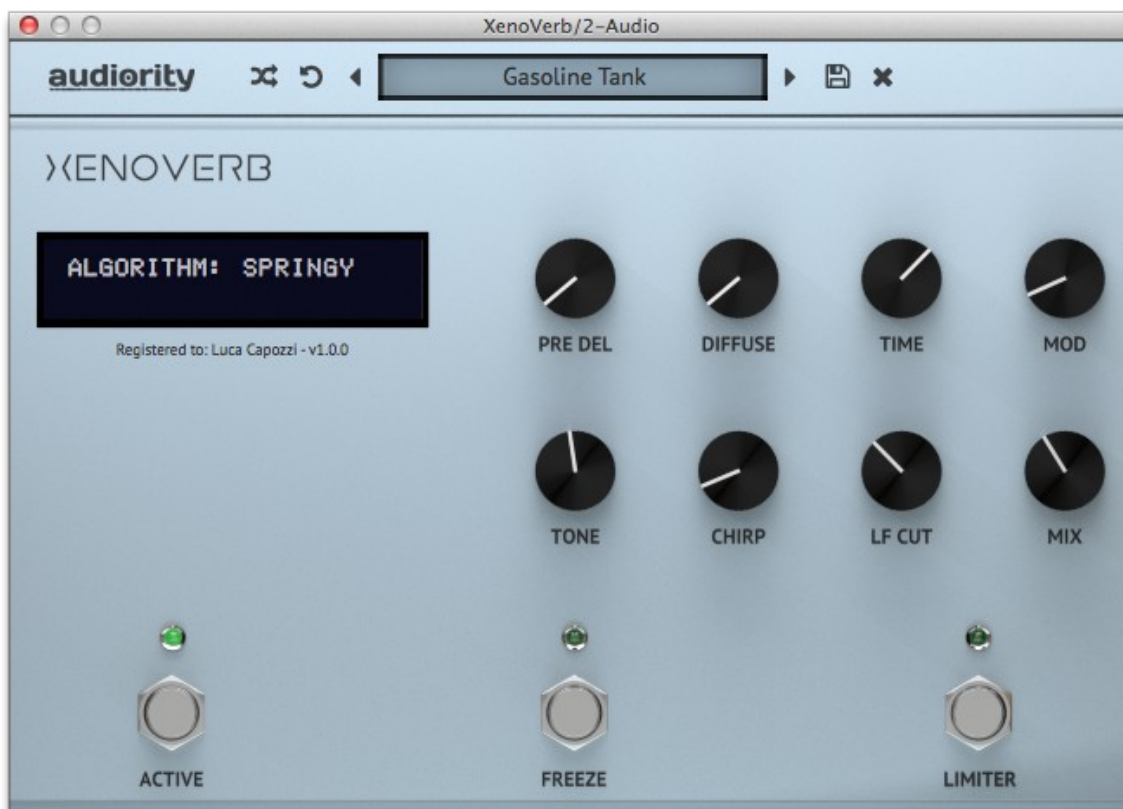 XenoVerb/2-Audio
audiority
Gasoline Tank
XENOVERB
ALGORITHM: SPRINGY
Registered to: Luca Capozzi - v1.0.0
PRE DEL DIFFUSE TIME MOD
TONE CHIRP LF CUT MIX
ACTIVE FREEZE LIMITER